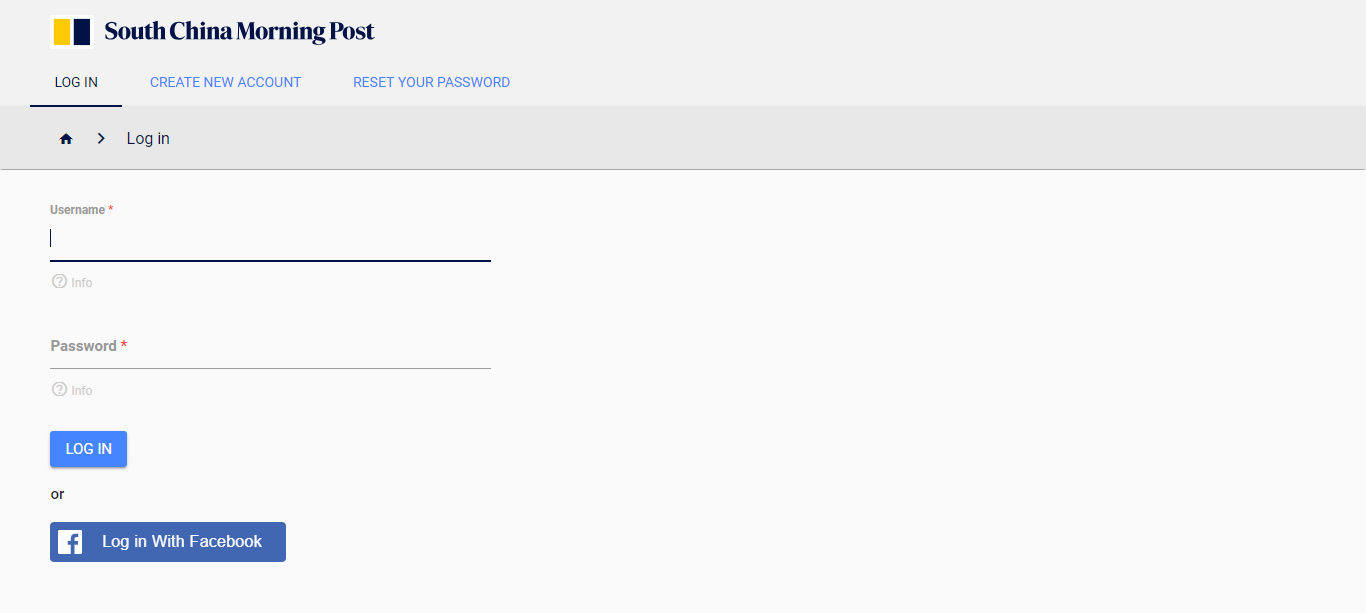 South China Morning Post
LOG IN CREATE NEW ACCOUNT RESET YOUR PASSWORD
Log in
Username *
Info
Password *
Info
LOG IN
or
Log in With Facebook